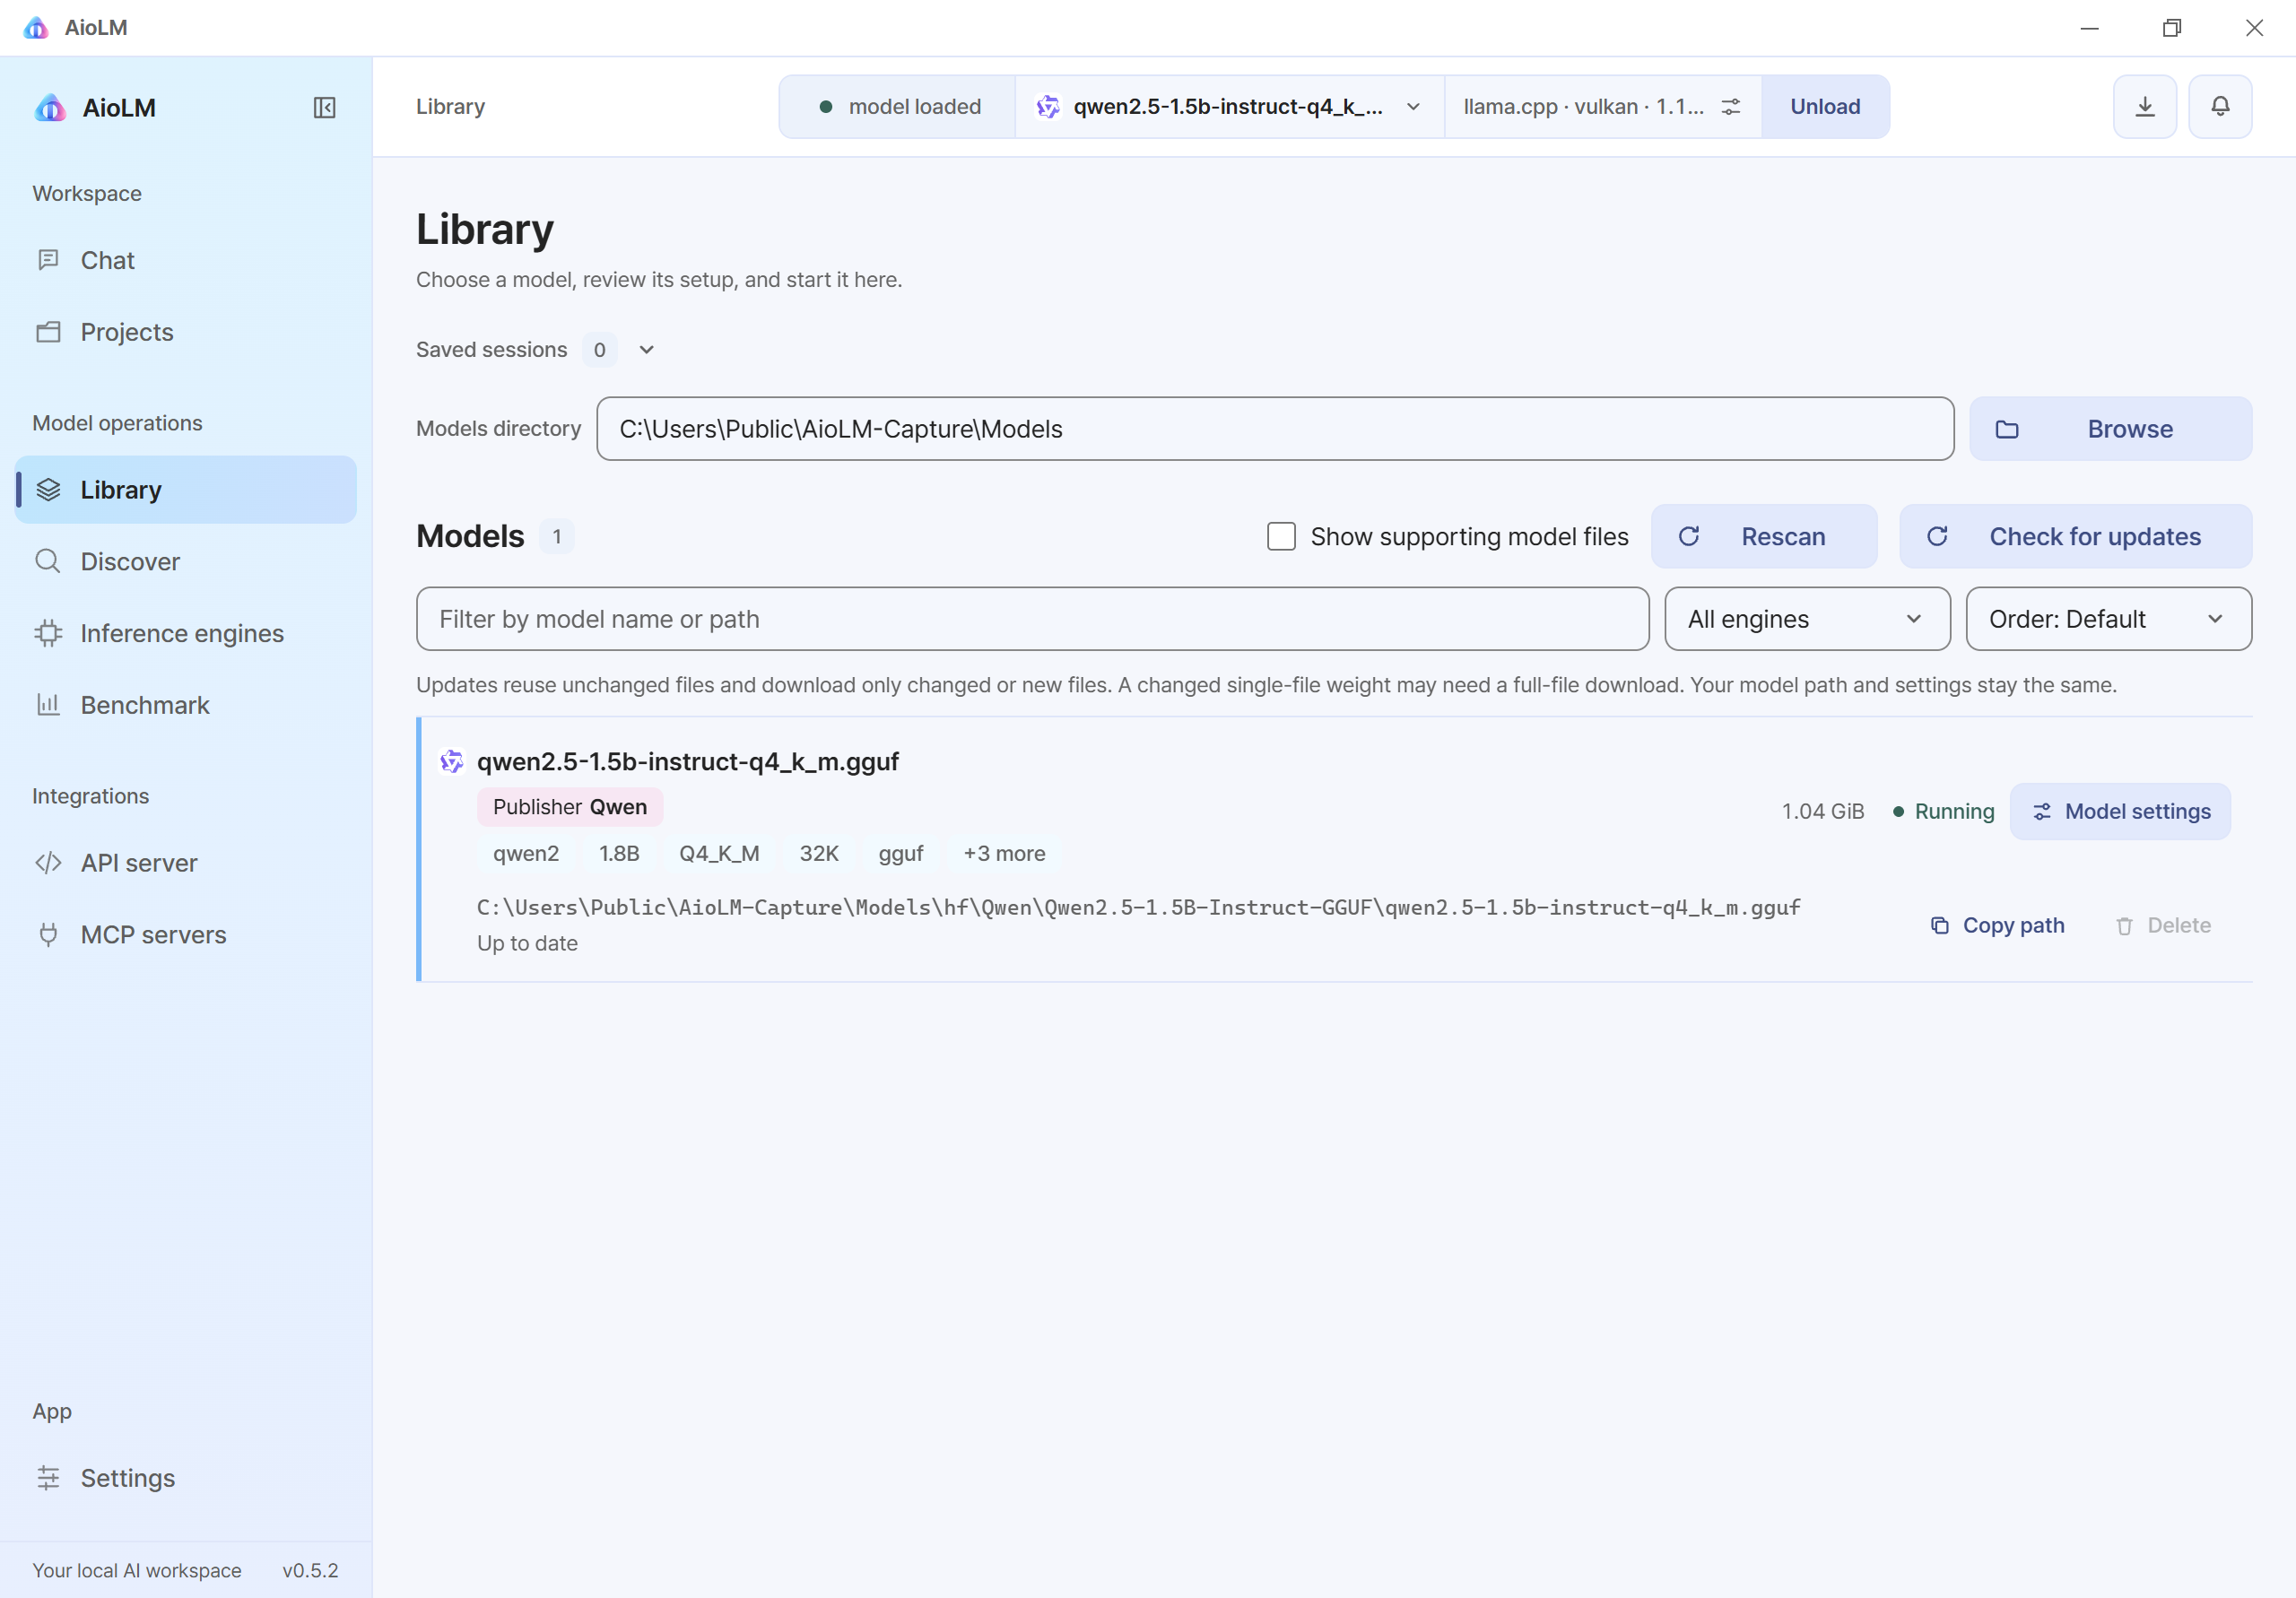 AioLM
AioLM
Workspace
Chat
Projects
Model operations
Library
Discover
Inference engines
Benchmark
Integrations
API server
MCP servers
App
Settings
Your local AI workspace v0.5.2
Library
model loaded
qwen2.5-1.5b-instruct-q4_k_...
llama.cpp · vulkan · 1.1...
Unload
Library
Choose a model, review its setup, and start it here.
Saved sessions 0
Models directory C:\Users\Public\AioLM-Capture\Models Browse
Models 1 Show supporting model files Rescan Check for updates
Filter by model name or path All engines Order: Default
Updates reuse unchanged files and download only changed or new files. A changed single-file weight may need a full-file download. Your model path and settings stay the same.
qwen2.5-1.5b-instruct-q4_k_m.gguf
Publisher Qwen
1.04 GiB Running Model settings
qwen2 1.8B Q4_K_M 32K gguf +3 more
C:\Users\Public\AioLM-Capture\Models\hf\Qwen\Qwen2.5-1.5B-Instruct-GGUF\qwen2.5-1.5b-instruct-q4_k_m.gguf
Copy path Delete
Up to date